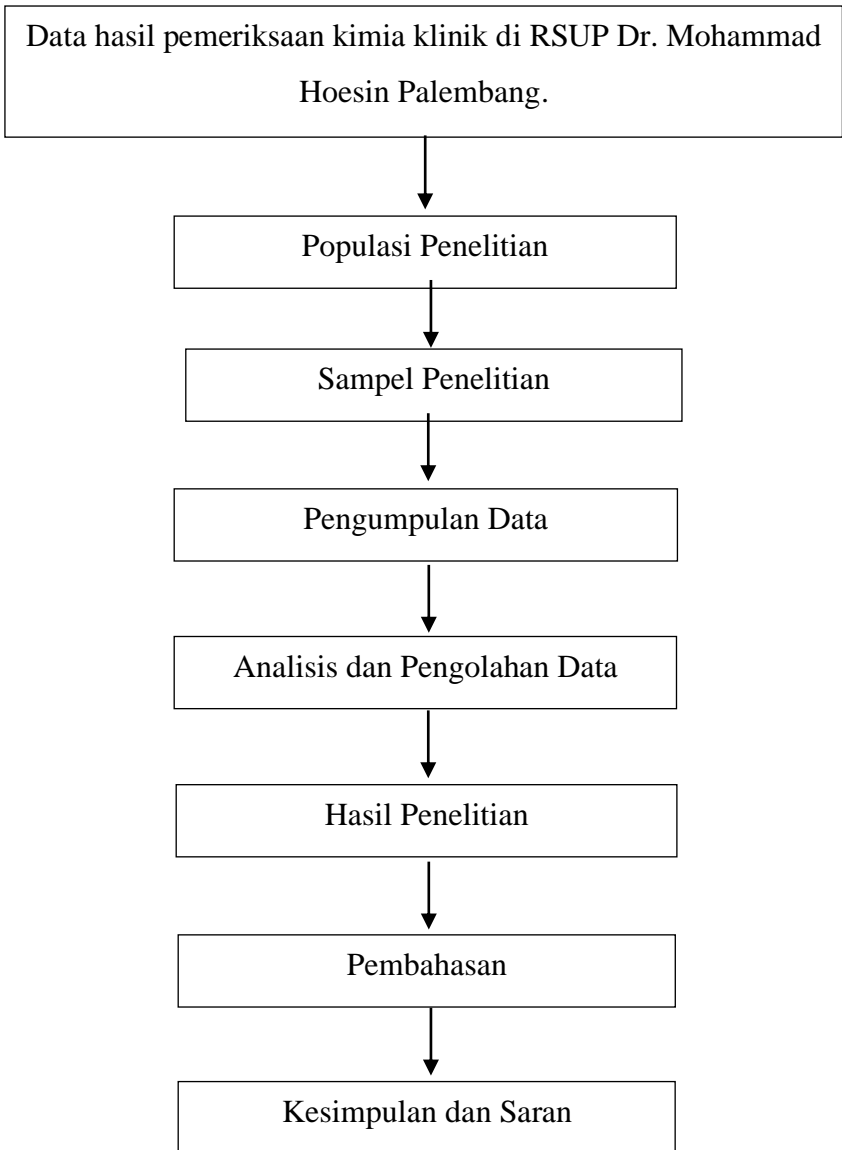 Data hasil pemeriksaan kimia klinik di RSUP Dr. Mohammad
Hoesin Palembang.
Populasi Penelitian
Sampel Penelitian
Pengumpulan Data
Analisis dan Pengolahan Data
Hasil Penelitian
Pembahasan
Kesimpulan dan Saran